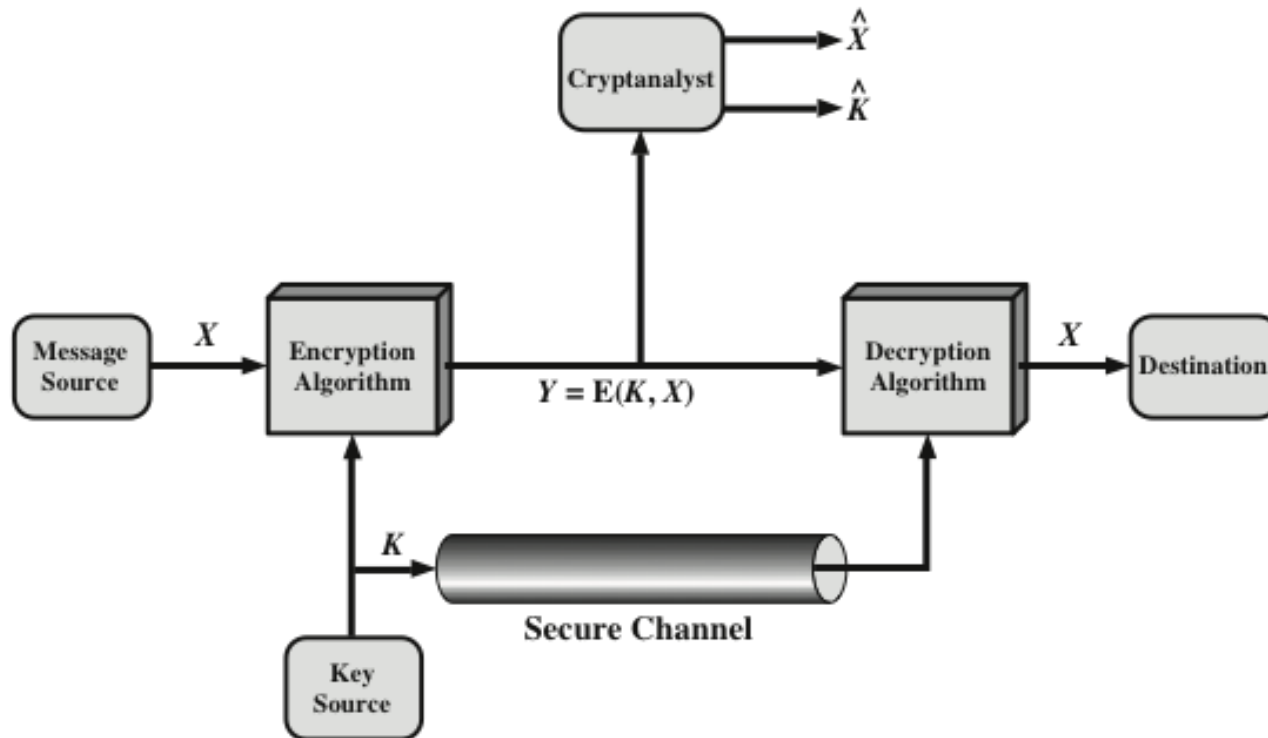 X̂
Cryptanalyst
K̂
Message
Source
X
Encryption
Algorithm
Y = E(K, X)
Decryption
Algorithm
X
Destination
K
Secure Channel
Key
Source